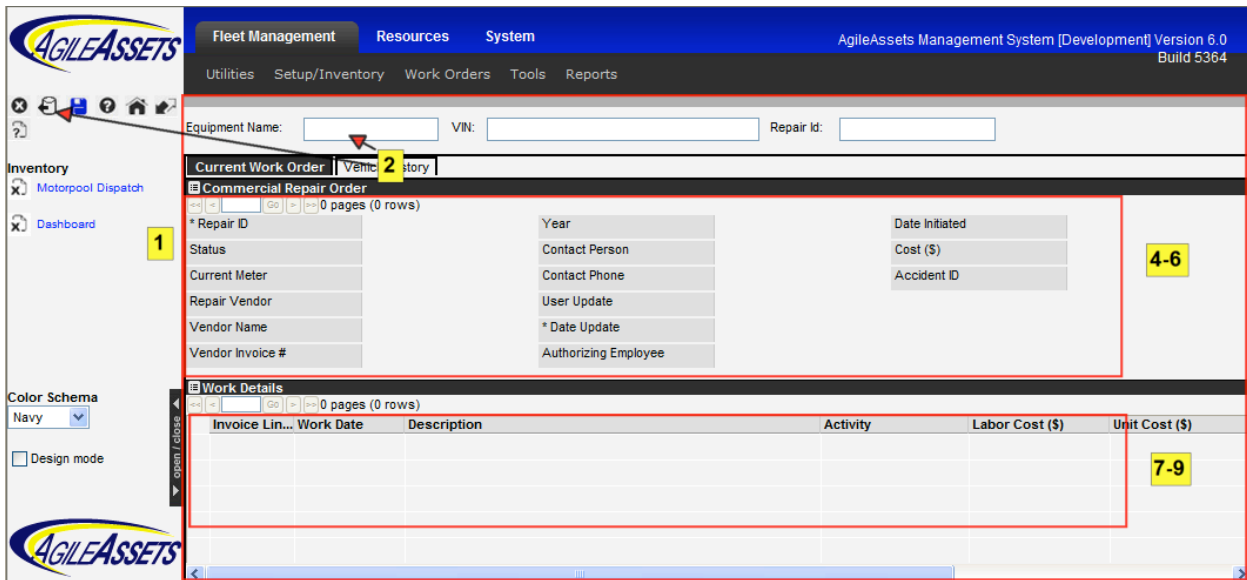 AGILEASSETS
Fleet Management Resources System
AgileAssets Management System [Development] Version 6.0
Build 5364
Utilities Setup/Inventory Work Orders Tools Reports
Equipment Name: VIN: Repair Id:
2
Inventory
Motorpool Dispatch
Dashboard
1
Current Work Order Vehic story
Commercial Repair Order
<< < Go > >> 0 pages (0 rows)
* Repair ID Year Date Initiated
Status Contact Person Cost ($)
Current Meter Contact Phone Accident ID
Repair Vendor User Update
Vendor Name * Date Update
Vendor Invoice # Authorizing Employee
4-6
Work Details
<< < Go > >> 0 pages (0 rows)
Invoice Lin... Work Date Description Activity Labor Cost ($) Unit Cost ($)
7-9
Color Schema
Navy
Design mode
open / close
AGILEASSETS